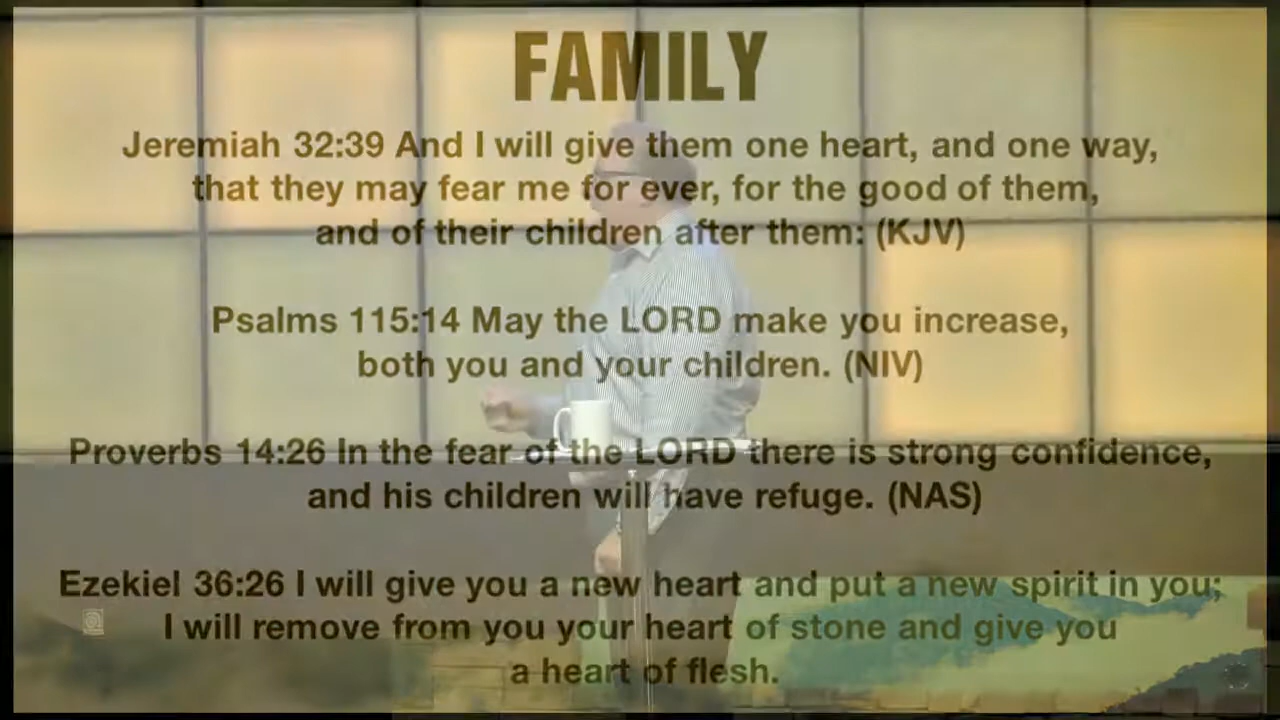 FAMILY
Jeremiah 32:39 And I will give them one heart, and one way,
that they may fear me for ever, for the good of them,
and of their children after them: (KJV)
Psalms 115:14 May the LORD make you increase,
both you and your children. (NIV)
Proverbs 14:26 In the fear of the LORD there is strong confidence,
and his children will have refuge. (NAS)
Ezekiel 36:26 I will give you a new heart and put a new spirit in you;
I will remove from you your heart of stone and give you
a heart of flesh.